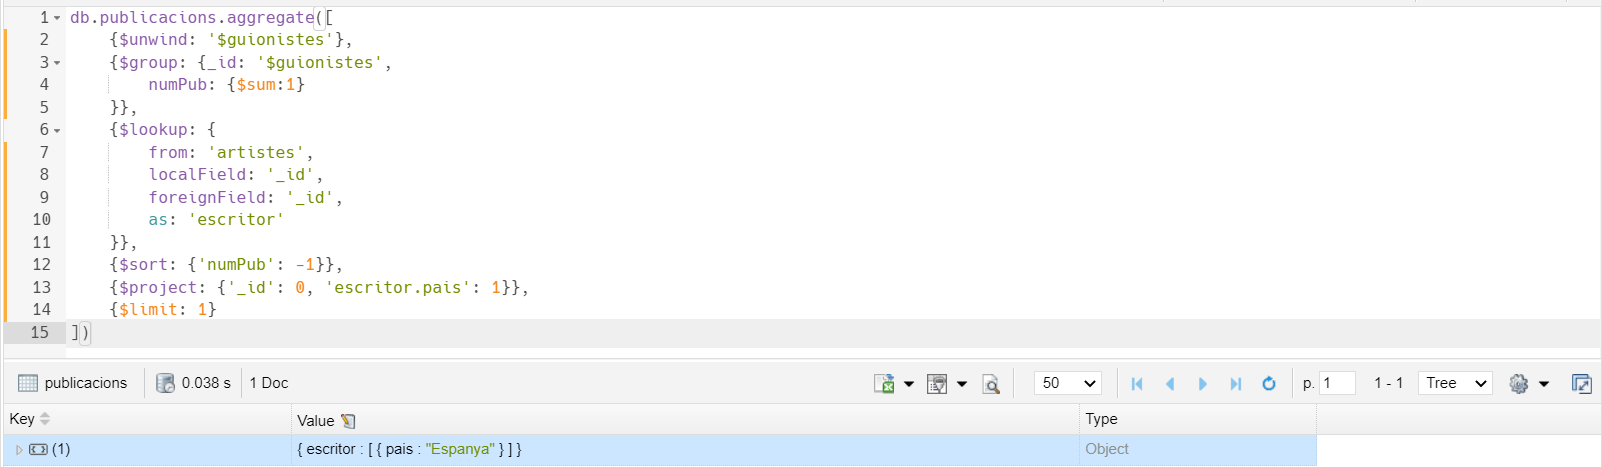 1 db.publicacions.aggregate([
2 {$unwind: '$guionistes'},
3 {$group: {_id: '$guionistes',
4 numPub: {$sum:1}
5 }},
6 {$lookup: {
7 from: 'artistes',
8 localField: '_id',
9 foreignField: '_id',
10 as: 'escritor'
11 }},
12 {$sort: {'numPub': -1}},
13 {$project: {'_id': 0, 'escritor.pais': 1}},
14 {$limit: 1}
15 ])
publicacions 0.038 s 1 Doc 50 p. 1 1 - 1 Tree
Key Value Type
(1) { escritor : [ { pais : "Espanya" } ] } Object